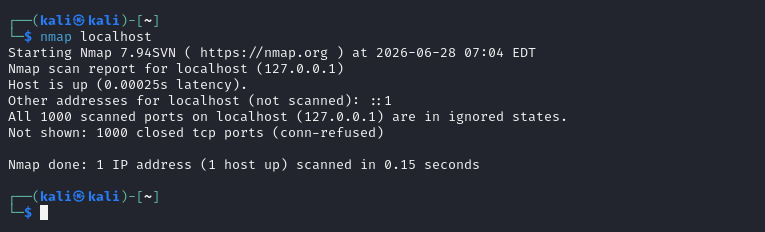 ┌──(kali㉿kali)-[~]
└─$ nmap localhost
Starting Nmap 7.94SVN ( https://nmap.org ) at 2026-06-28 07:04 EDT
Nmap scan report for localhost (127.0.0.1)
Host is up (0.00025s latency).
Other addresses for localhost (not scanned): ::1
All 1000 scanned ports on localhost (127.0.0.1) are in ignored states.
Not shown: 1000 closed tcp ports (conn-refused)

Nmap done: 1 IP address (1 host up) scanned in 0.15 seconds

┌──(kali㉿kali)-[~]
└─$